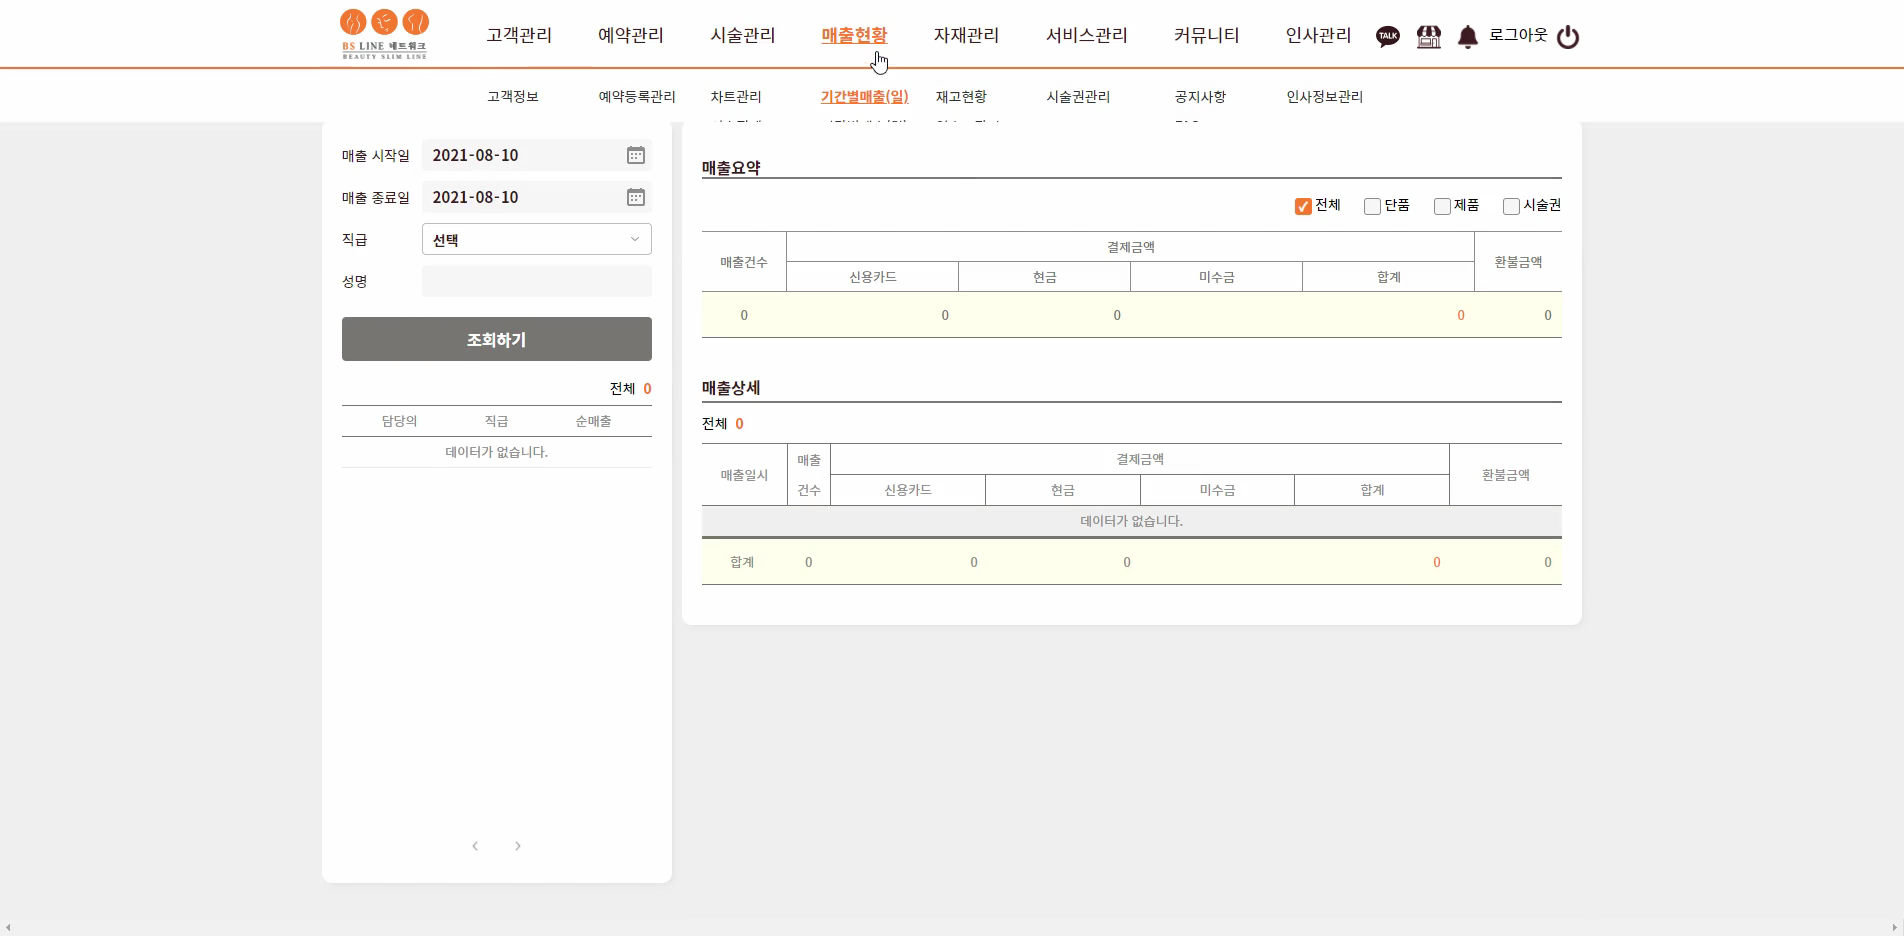 BS LINE 네트워크
BEAUTY SLIM LINE
고객관리 예약관리 시술관리 매출현황 자재관리 서비스관리 커뮤니티 인사관리 TALK 로그아웃
고객정보 예약등록관리 차트관리 기간별매출(일) 재고현황 시술권관리 공지사항 인사정보관리
매출 시작일 2021-08-10
매출 종료일 2021-08-10
직급 선택
성명
조회하기
전체 0
담당의 직급 순매출
데이터가 없습니다.
매출요약
전체 단품 제품 시술권
매출건수 결제금액 환불금액
신용카드 현금 미수금 합계
0 0 0 0 0
매출상세
전체 0
매출일시 매출 건수 결제금액 환불금액
신용카드 현금 미수금 합계
데이터가 없습니다.
합계 0 0 0 0 0